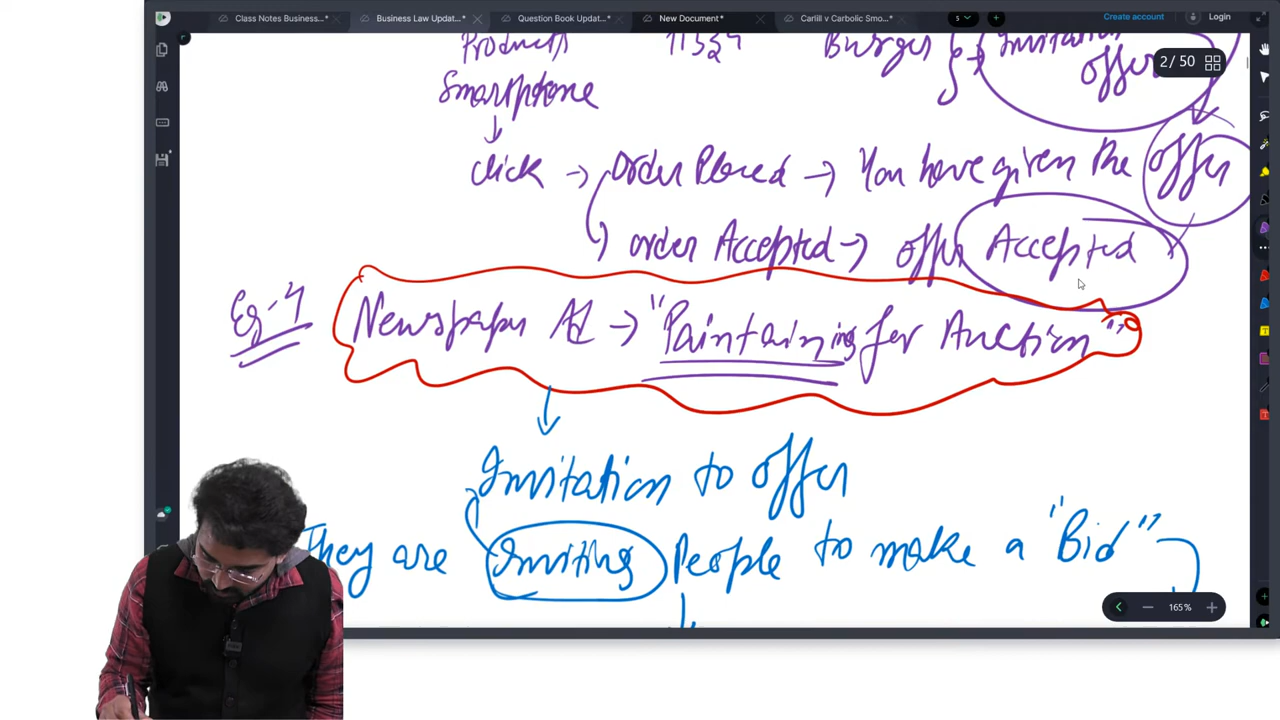 Class Notes Business...*
Business Law Updat...*
Question Book Updat...*
New Document*
Carlill v Carbolic Smo...*
5
Create account
Login
Products
Burger
Invitation
offer
2/50
Smartphone
click → Order Placed → You have given the offer
order Accepted → offer Accepted
Eg-4
Newspaper Ad → "Paintaining for Auction"
Invitation to offer
They are Inviting People to make a "Bid"
165%